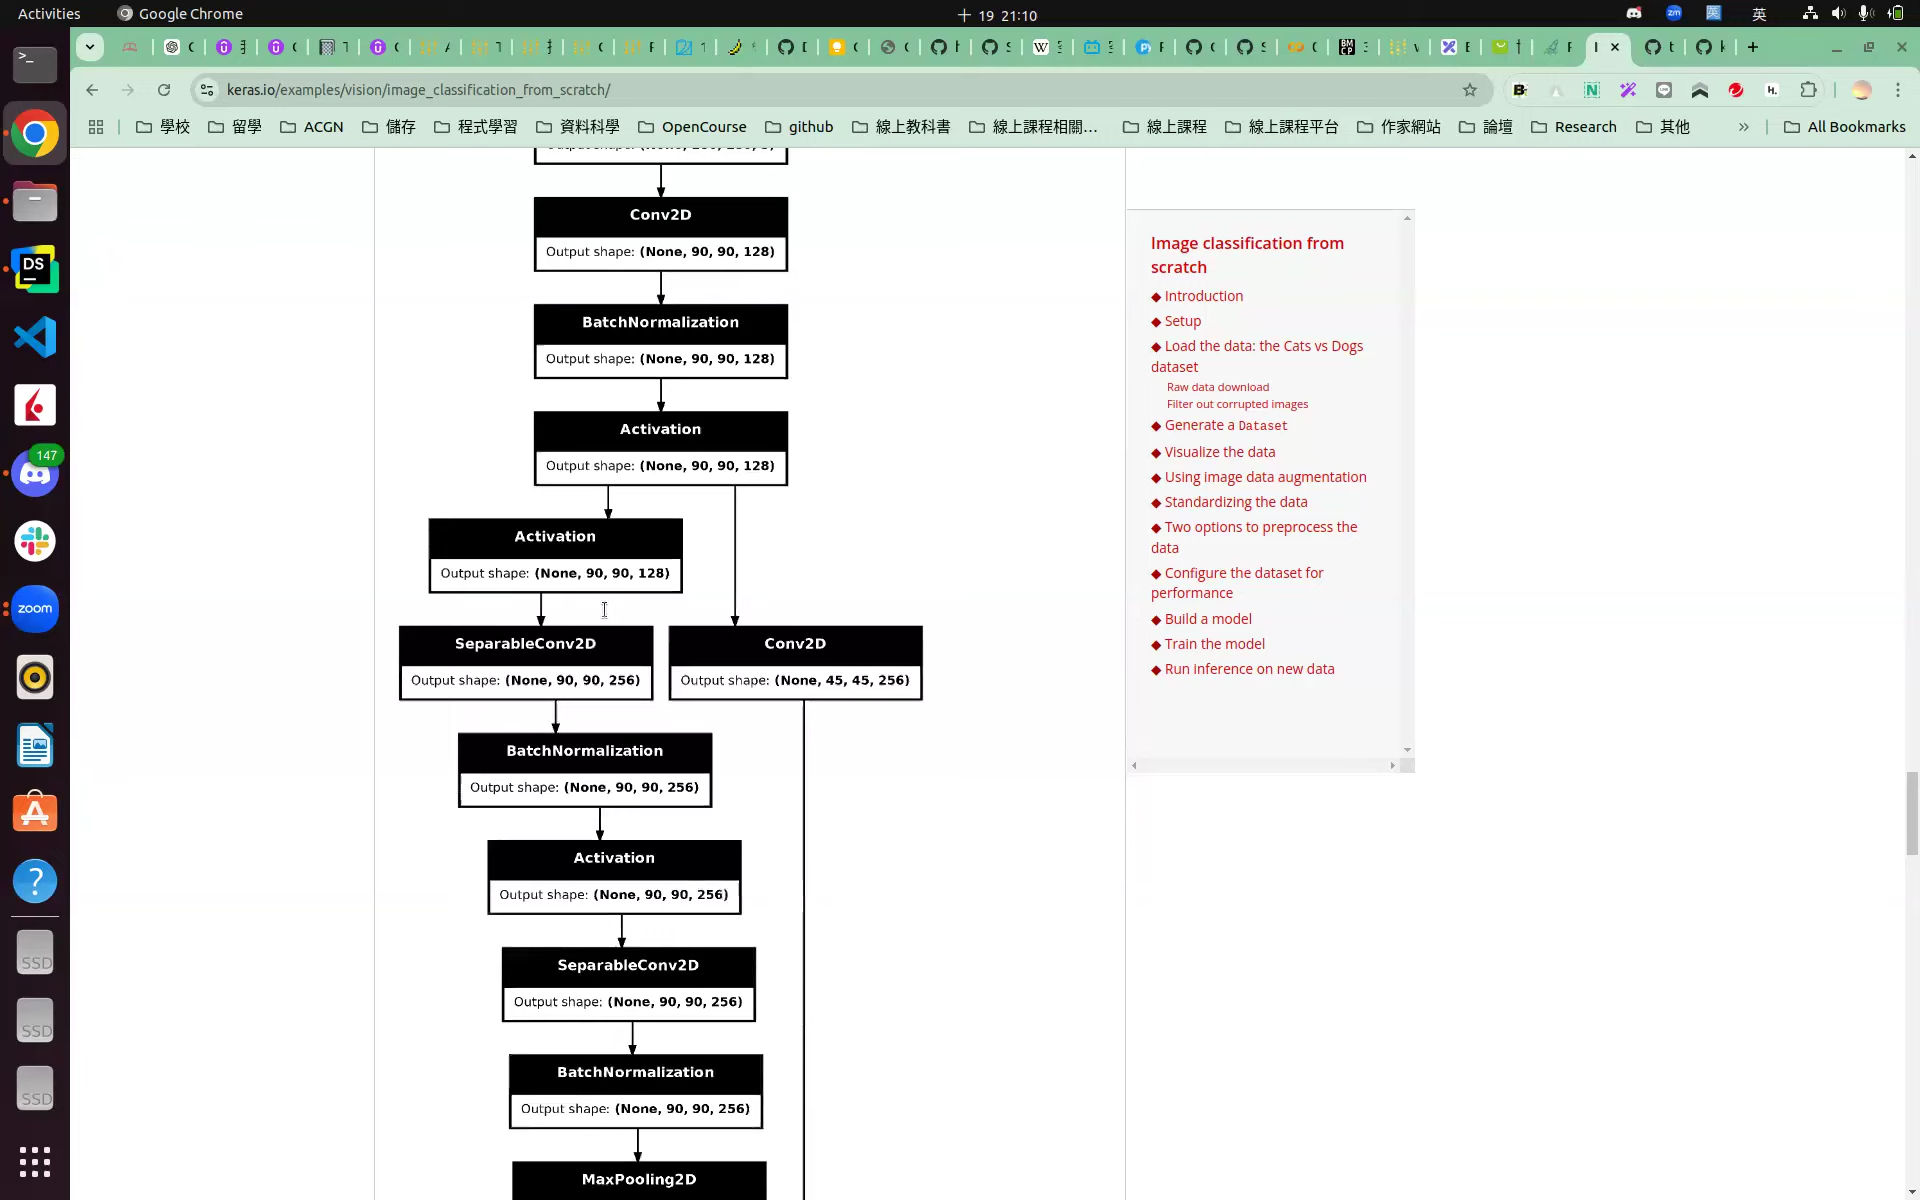 Activities
Google Chrome
19 21:10
英
keras.io/examples/vision/image_classification_from_scratch/
學校
留學
ACGN
儲存
程式學習
資料科學
OpenCourse
github
線上教科書
線上課程相關...
線上課程
線上課程平台
作家網站
論壇
Research
其他
All Bookmarks
Conv2D
Output shape: (None, 90, 90, 128)
BatchNormalization
Output shape: (None, 90, 90, 128)
Activation
Output shape: (None, 90, 90, 128)
Activation
Output shape: (None, 90, 90, 128)
SeparableConv2D
Output shape: (None, 90, 90, 256)
Conv2D
Output shape: (None, 45, 45, 256)
BatchNormalization
Output shape: (None, 90, 90, 256)
Activation
Output shape: (None, 90, 90, 256)
SeparableConv2D
Output shape: (None, 90, 90, 256)
BatchNormalization
Output shape: (None, 90, 90, 256)
MaxPooling2D
Image classification from
scratch
◆ Introduction
◆ Setup
◆ Load the data: the Cats vs Dogs
dataset
Raw data download
Filter out corrupted images
◆ Generate a Dataset
◆ Visualize the data
◆ Using image data augmentation
◆ Standardizing the data
◆ Two options to preprocess the
data
◆ Configure the dataset for
performance
◆ Build a model
◆ Train the model
◆ Run inference on new data
DS
147
zoom
SSD
SSD
SSD